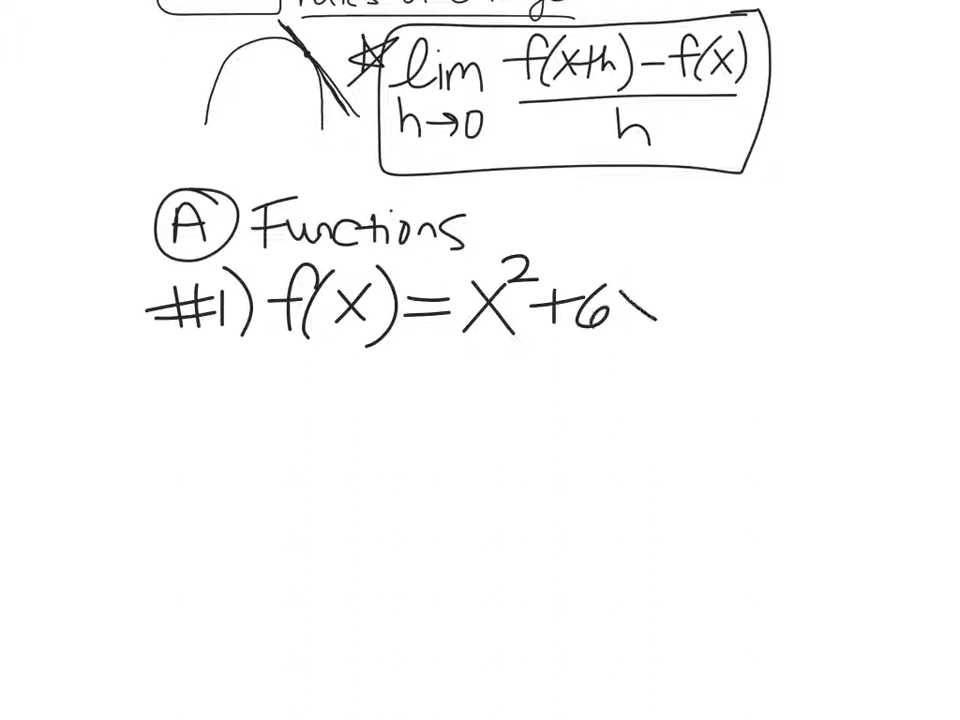 lim h→0 f(x+h)-f(x) / h
A Functions
#1) f(x) = x² + 6